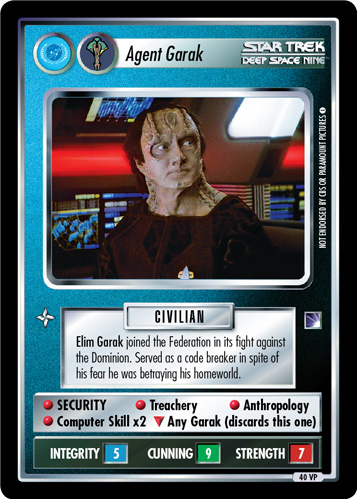 Agent Garak
STAR TREK
DEEP SPACE NINE™
NOT ENDORSED BY CBS OR PARAMOUNT PICTURES
CIVILIAN
Elim Garak joined the Federation in its fight
against the Dominion. Served as a code breaker in spite of
his fear he was betraying his homeworld.
SECURITY Treachery Anthropology
Computer Skill x2 Any Garak (discards this one)
INTEGRITY 5 CUNNING 9 STRENGTH 7
40 VP